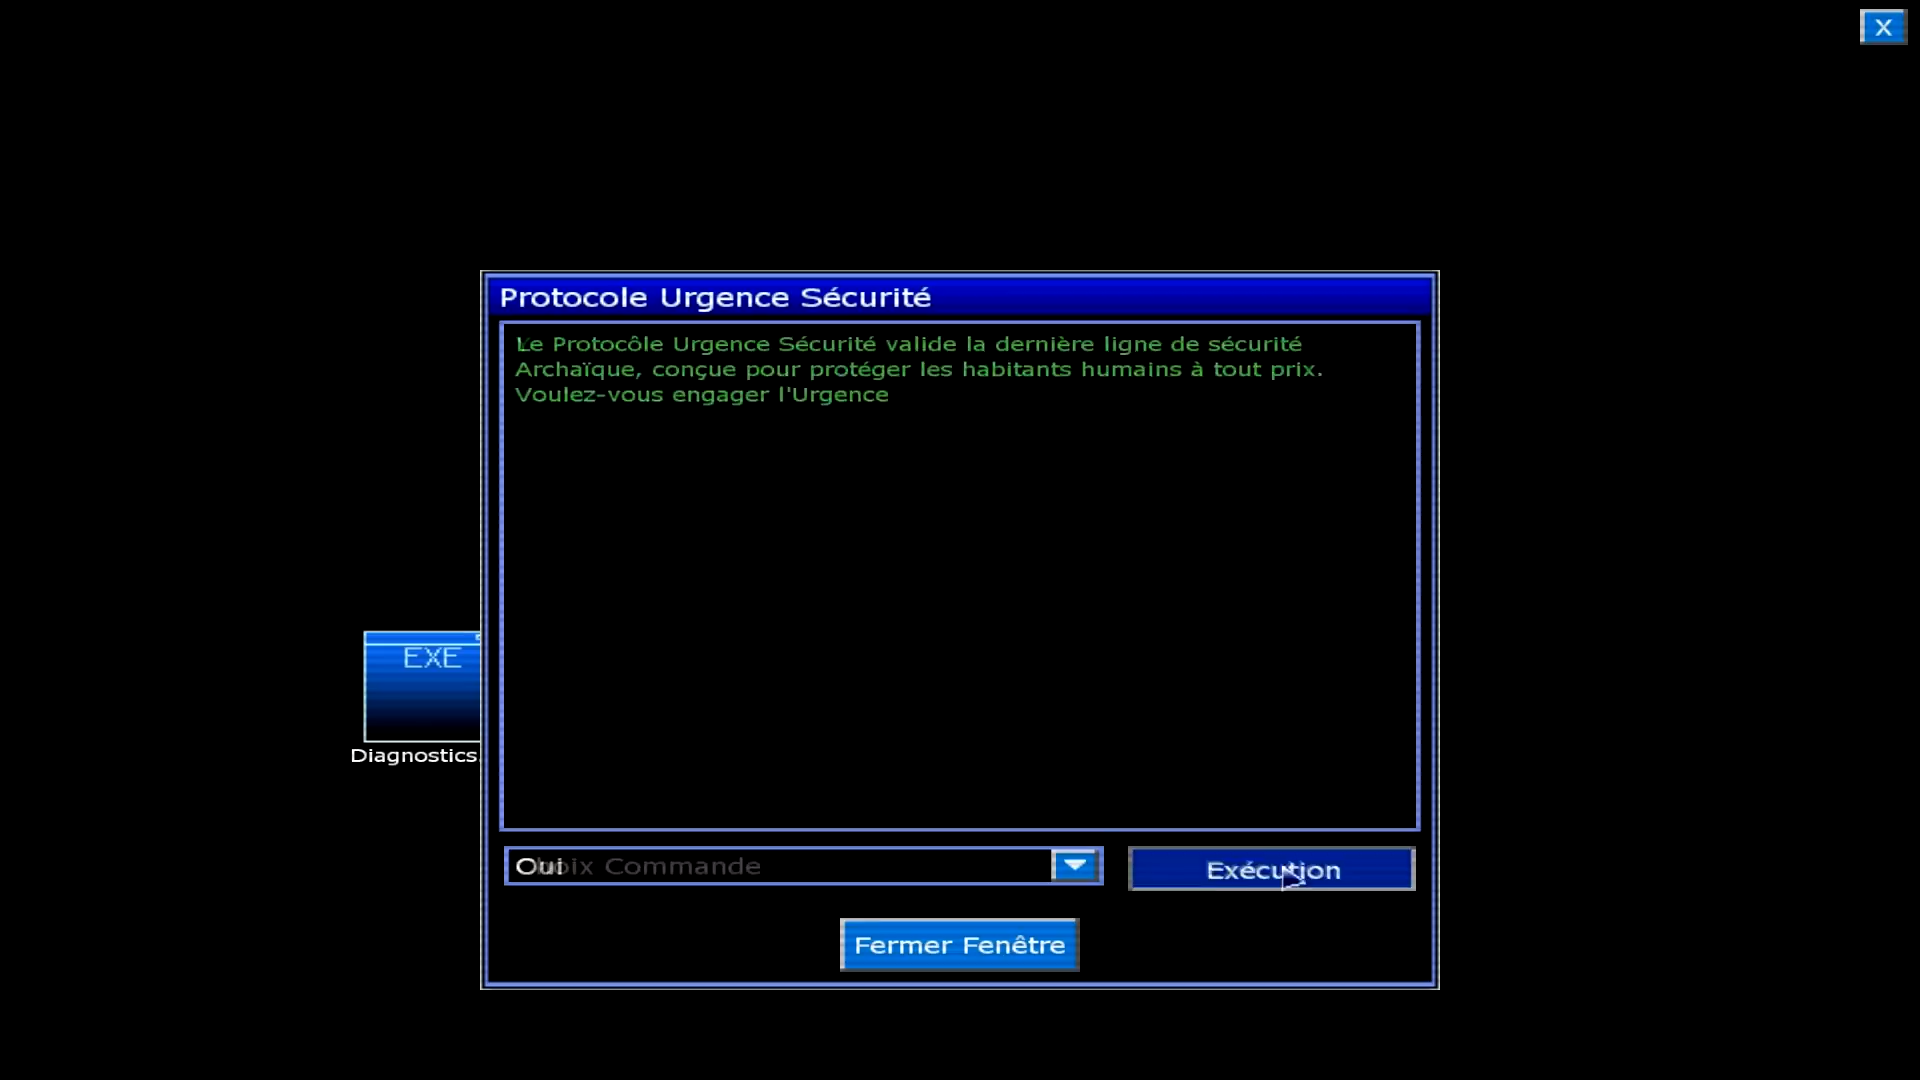 X
Protocole Urgence Sécurité
Le Protocôle Urgence Sécurité valide la dernière ligne de sécurité
Archaïque, conçue pour protéger les habitants humains à tout prix.
Voulez-vous engager l'Urgence
EXE
Diagnostics.
Oui
Commande
Exécution
Fermer Fenêtre